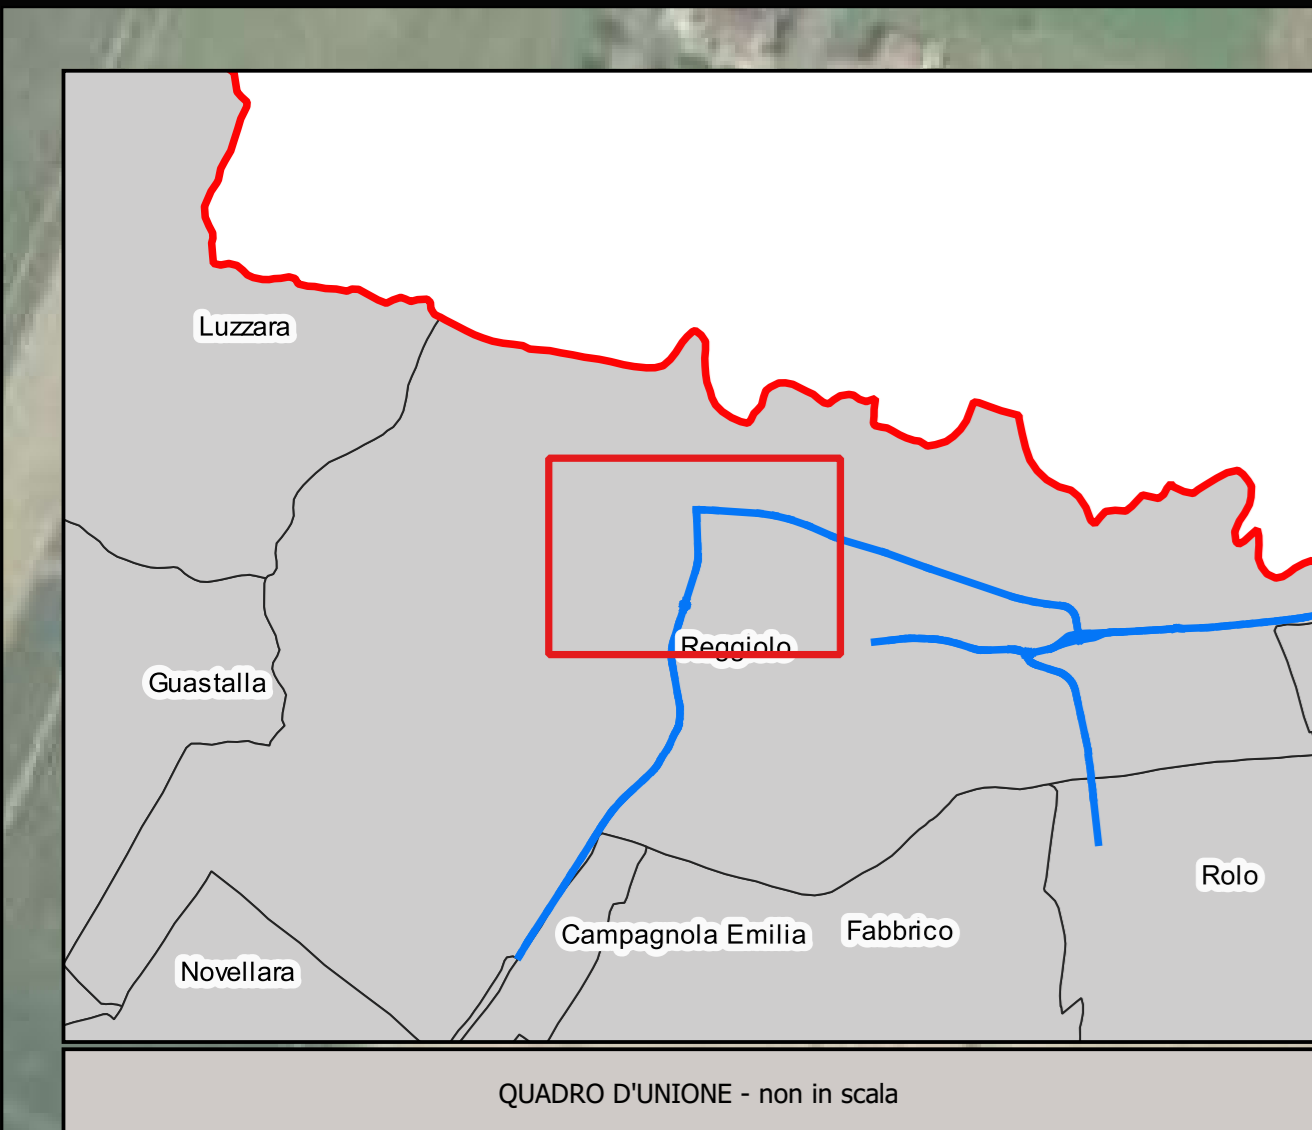 Luzzara
Reggiolo
Guastalla
Rolo
Campagnola Emilia
Fabbrico
Novellara
QUADRO D'UNIONE - non in scala